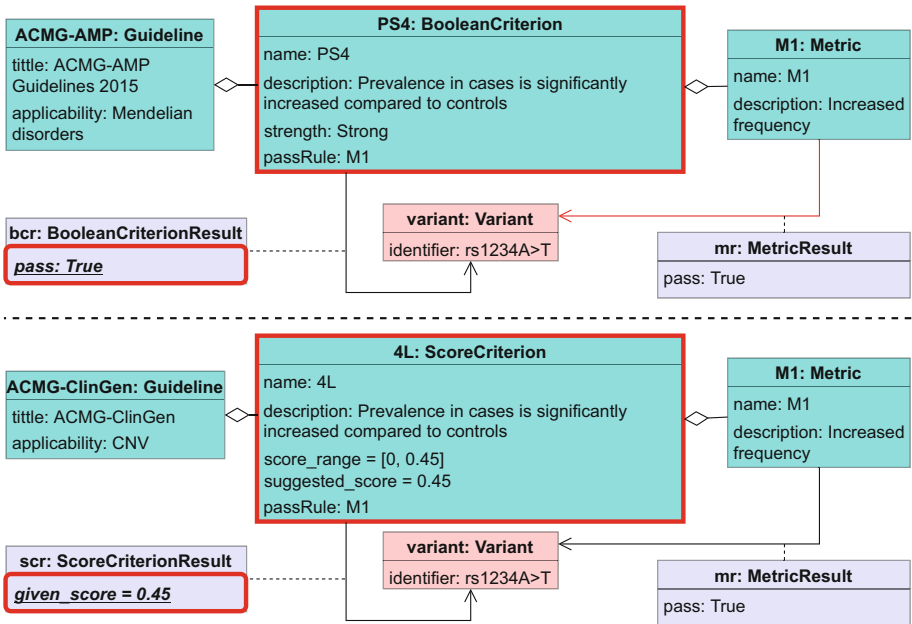 ACMG-AMP: Guideline
tittle: ACMG-AMP
Guidelines 2015
applicability: Mendelian
disorders
PS4: BooleanCriterion
name: PS4
description: Prevalence in cases is significantly
increased compared to controls
strength: Strong
passRule: M1
M1: Metric
name: M1
description: Increased
frequency
bcr: BooleanCriterionResult
pass: True
variant: Variant
identifier: rs1234A>T
mr: MetricResult
pass: True
ACMG-ClinGen: Guideline
tittle: ACMG-ClinGen
applicability: CNV
4L: ScoreCriterion
name: 4L
description: Prevalence in cases is significantly
increased compared to controls
score_range = [0, 0.45]
suggested_score = 0.45
passRule: M1
M1: Metric
name: M1
description: Increased
frequency
scr: ScoreCriterionResult
given_score = 0.45
variant: Variant
identifier: rs1234A>T
mr: MetricResult
pass: True